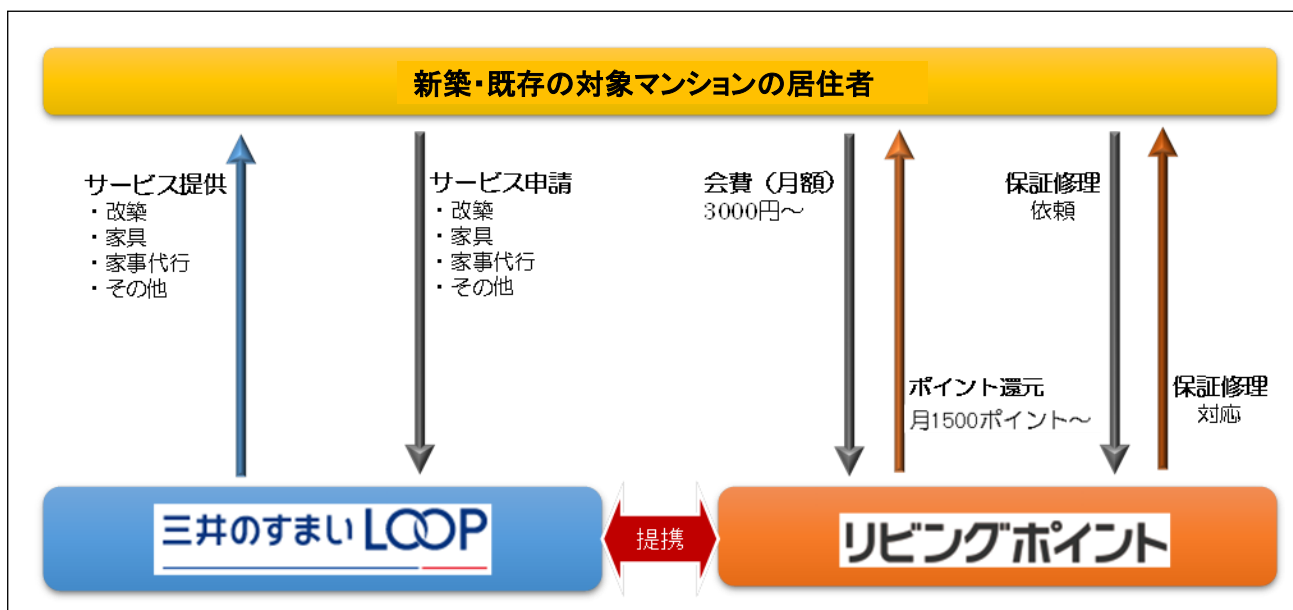 新築・既存の対象マンションの居住者
サービス提供
・改築
・家具
・家事代行
・その他
サービス申請
・改築
・家具
・家事代行
・その他
会費（月額）
3000円～
ポイント還元
月1500ポイント～
保証修理
依頼
保証修理
対応
三井のすまいLOOP
提携
リビングポイント